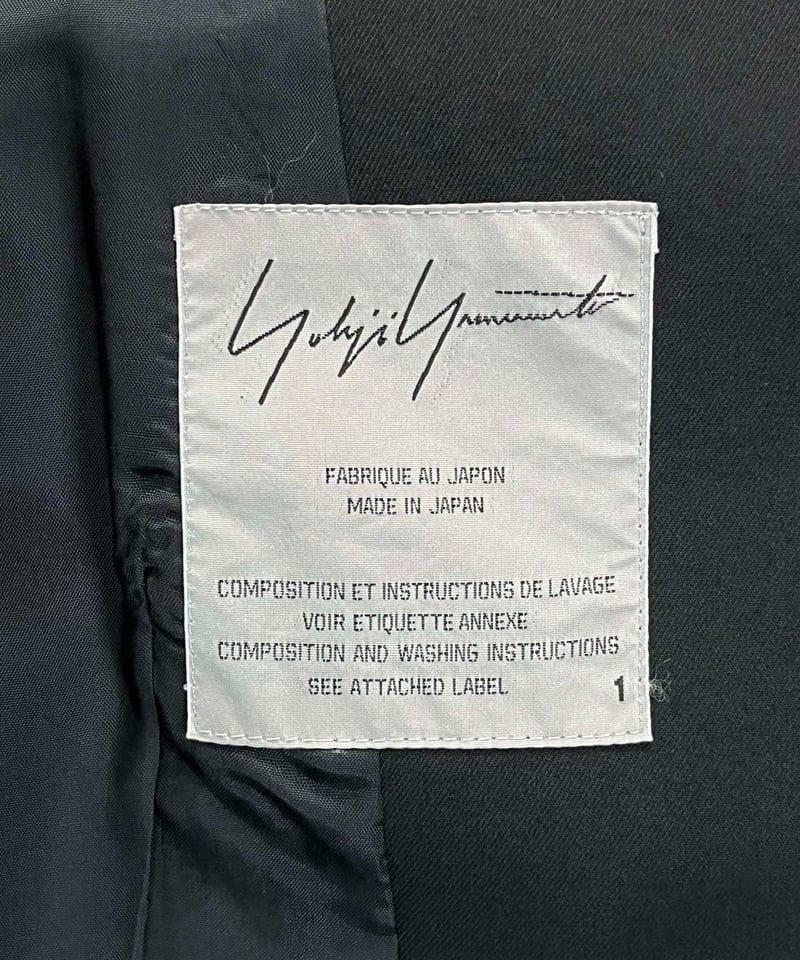 Yohji Yamamoto
FABRIQUE AU JAPON
MADE IN JAPAN
COMPOSITION ET INSTRUCTIONS DE LAVAGE
VOIR ETIQUETTE ANNEXE
COMPOSITION AND WASHING INSTRUCTIONS
SEE ATTACHED LABEL
1